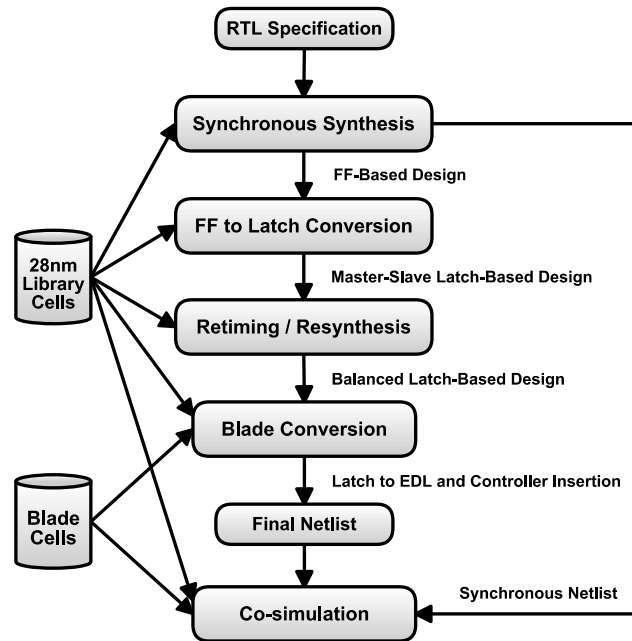 RTL Specification
Synchronous Synthesis
FF-Based Design
FF to Latch Conversion
28nm
Library
Cells
Master-Slave Latch-Based Design
Retiming / Resynthesis
Balanced Latch-Based Design
Blade Conversion
Latch to EDL and Controller Insertion
Blade
Cells
Final Netlist
Synchronous Netlist
Co-simulation